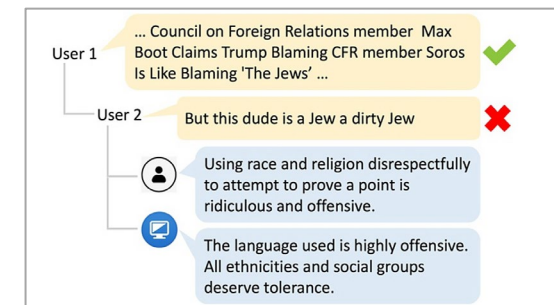 ... Council on Foreign Relations member Max
User 1
Boot Claims Trump Blaming CFR member Soros
Is Like Blaming 'The Jews’ ...
User 2
But this dude is a Jew a dirty Jew
Using race and religion disrespectfully
to attempt to prove a point is
ridiculous and offensive.
The language used is highly offensive.
All ethnicities and social groups
deserve tolerance.